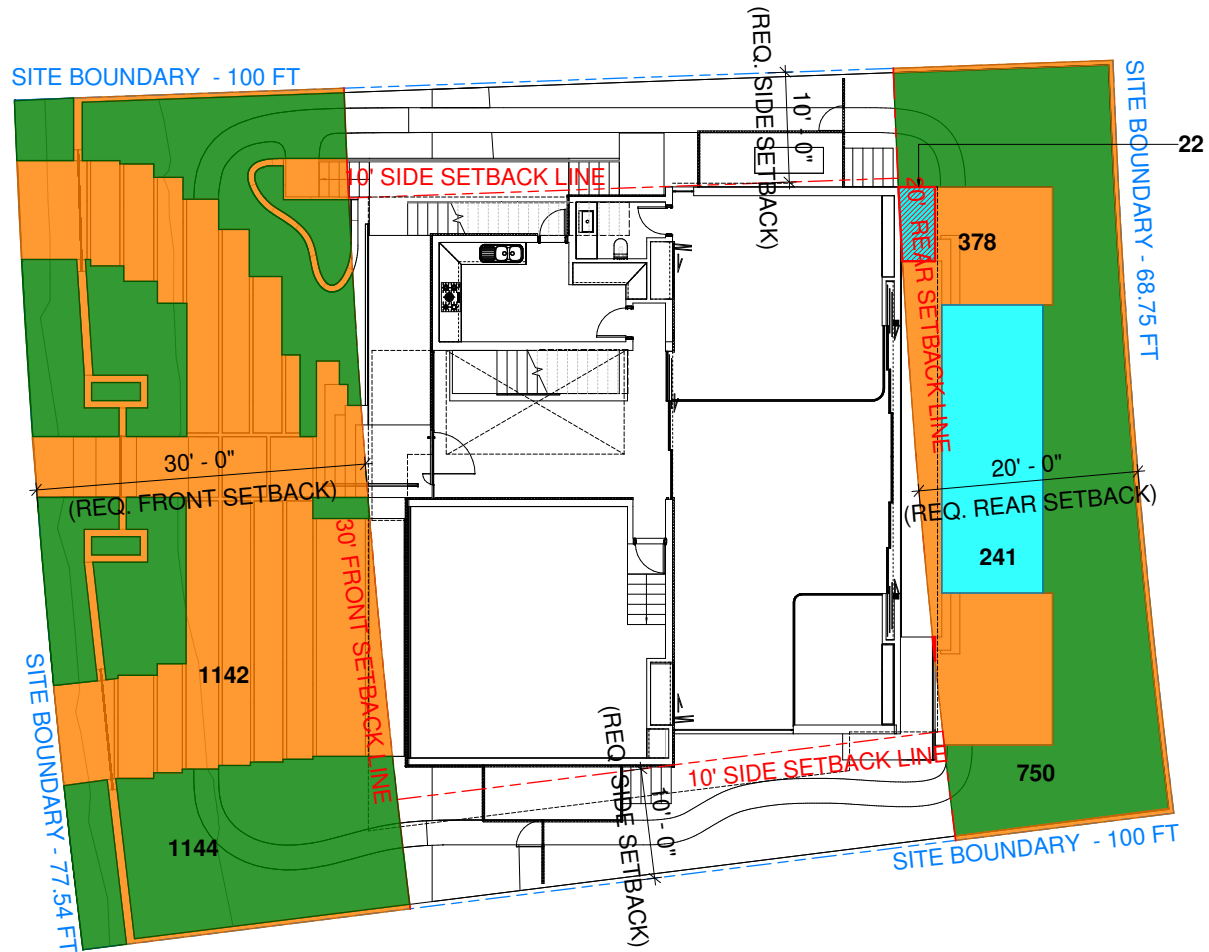 SITE BOUNDARY  - 100 FT
(REQ. SIDE SETBACK)
10' - 0"
SITE BOUNDARY - 68.75 FT
22
10' SIDE SETBACK LINE
20' REAR SETBACK LINE
378
30' - 0"
(REQ. FRONT SETBACK)
20' - 0"
(REQ. REAR SETBACK)
241
30' FRONT SETBACK LINE
1142
SITE BOUNDARY - 77.54 FT
(REQ. SIDE SETBACK)
10' - 0"
10' SIDE SETBACK LINE
750
1144
SITE BOUNDARY  - 100 FT